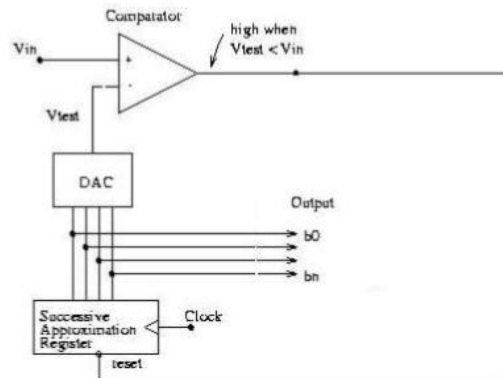 Comparator
high when
Vtest < Vin
Vin
+
-
Vtest
DAC
Output
b0
bn
Successive
Approximation
Register
Clock
reset